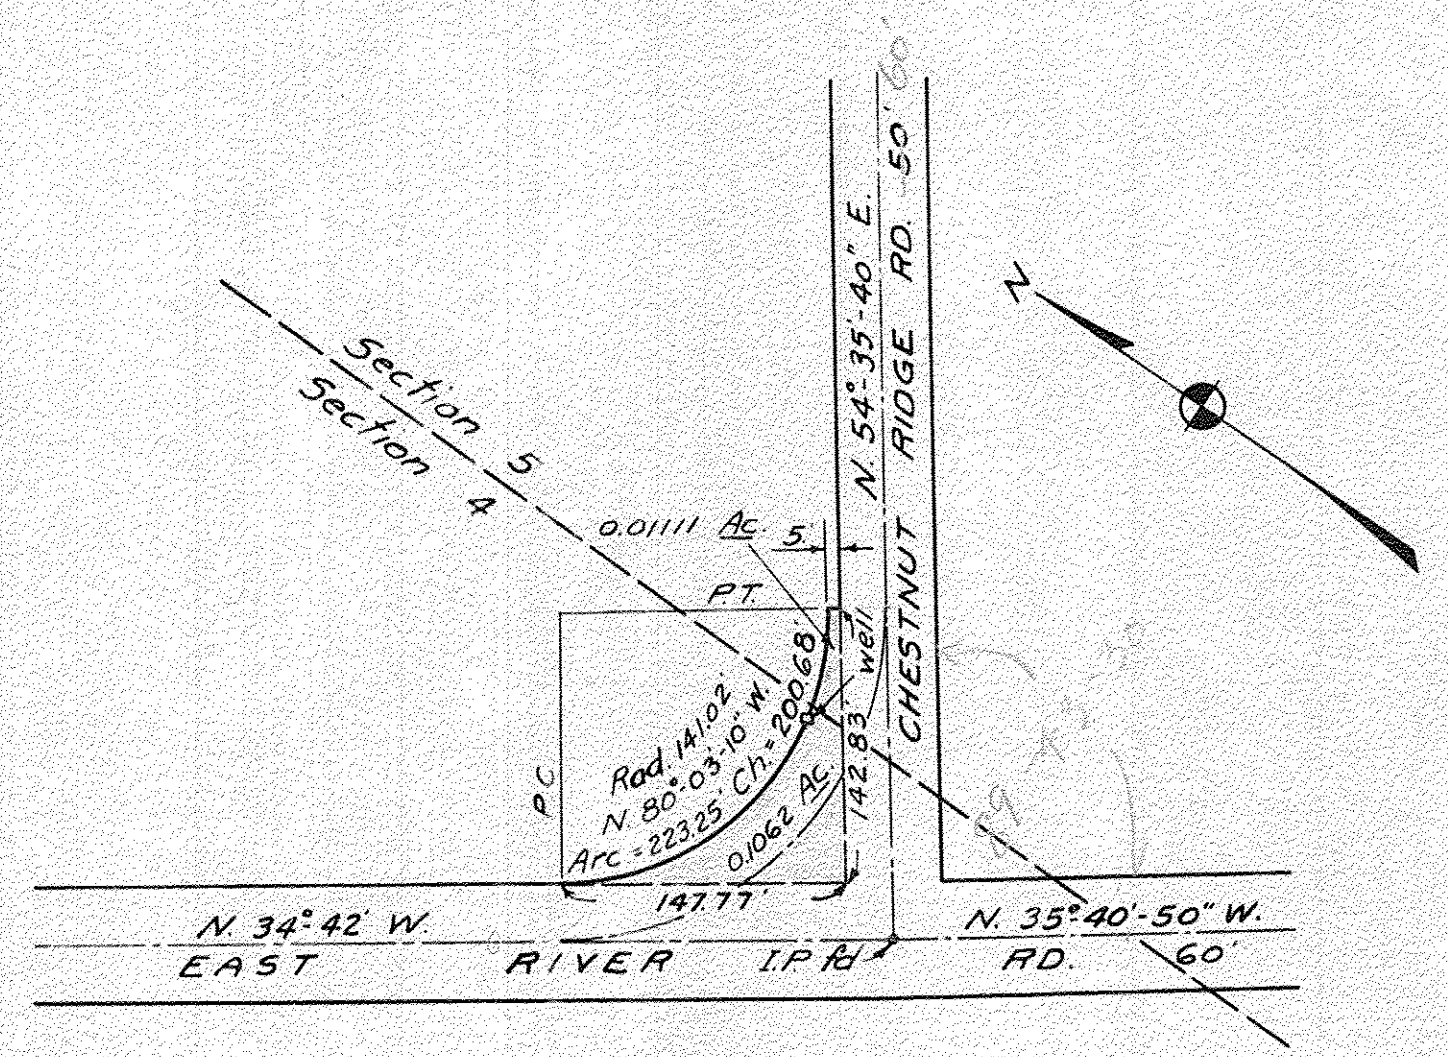 60'
CHESTNUT RIDGE RD. 50'
N. 54°-35'-40" E.
N
Section 5
Section 4
0.01111 Ac.
5
P.T.
well
P.C.
Rad. 141.02'
N. 80°-03'-10" W.
Arc = 223.25' Ch. = 200.68'
0.1062 Ac.
142.83'
147.77'
89
N. 34°-42' W.
N. 35°-40'-50" W.
EAST RIVER RD. 60'
I.P. fd